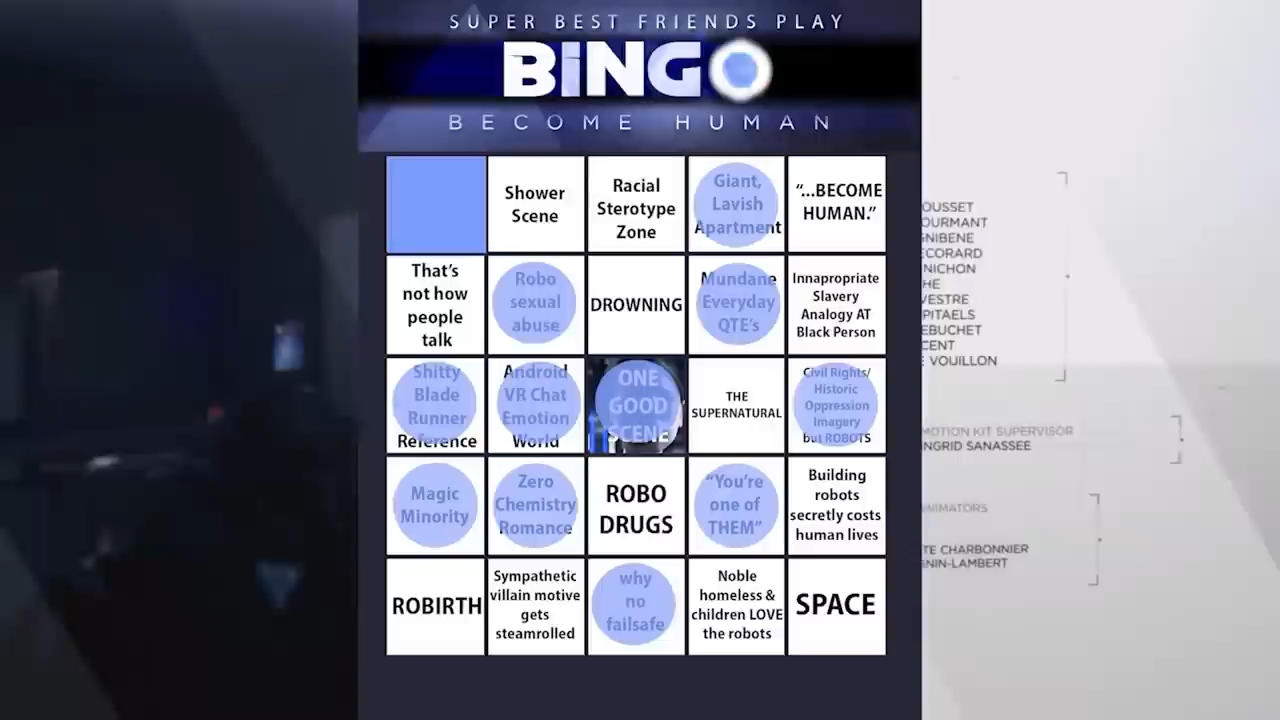 SUPER BEST FRIENDS PLAY
BINGO
BECOME HUMAN
Shower
Scene
Racial
Sterotype
Zone
Giant,
Lavish
Apartment
“...BECOME
HUMAN.”
That’s
not how
people
talk
Robo
sexual
abuse
DROWNING
Mundane
Everyday
QTE’s
Innapropriate
Slavery
Analogy AT
Black Person
Shitty
Blade
Runner
Reference
Android
VR Chat
Emotion
World
ONE
GOOD
SCENE
THE
SUPERNATURAL
Civil Rights/
Historic
Oppression
Imagery
but ROBOTS
Magic
Minority
Zero
Chemistry
Romance
ROBO
DRUGS
“You’re
one of
THEM”
Building
robots
secretly costs
human lives
ROBIRTH
Sympathetic
villain motive
gets
steamrolled
why
no
failsafe
Noble
homeless &
children LOVE
the robots
SPACE
OUSSET
OURMANT
GNIBENE
ECORARD
NICHON
HE
VESTRE
PITAELS
EBUCHET
CENT
E VOUILLON
MOTION KIT SUPERVISOR
INGRID SANASSEE
ANIMATORS
TE CHARBONNIER
NIN-LAMBERT